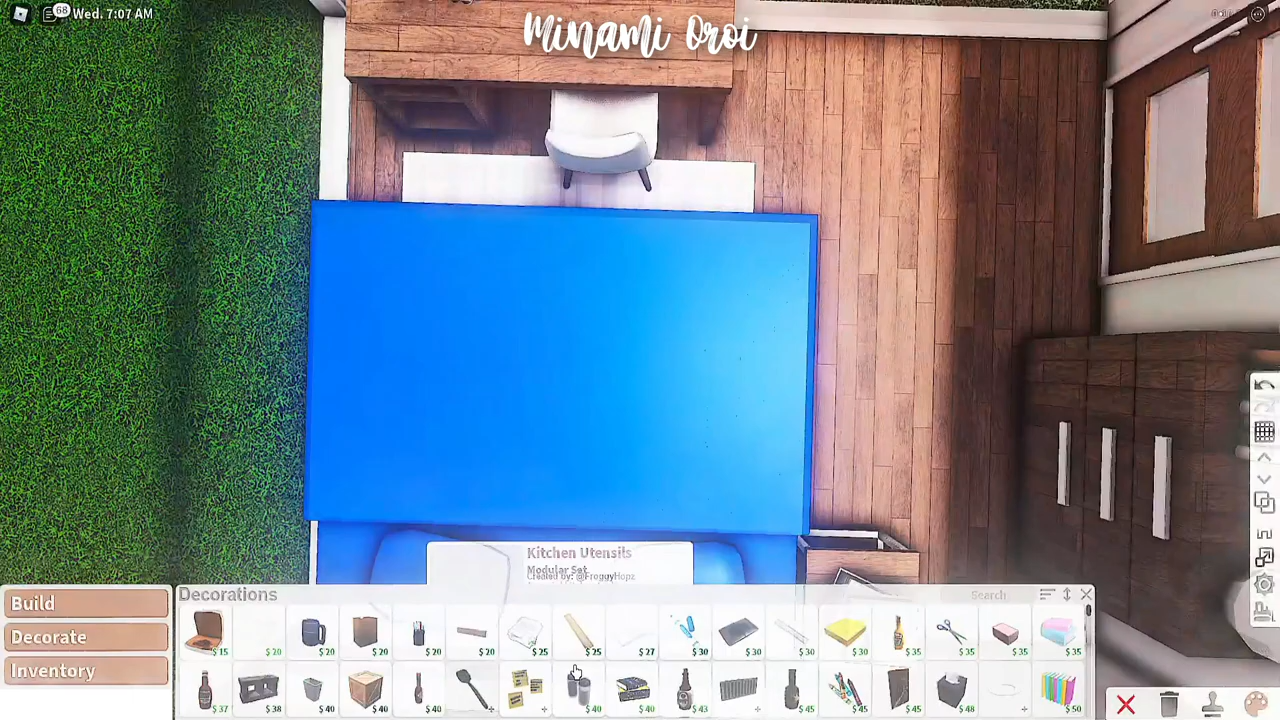 68 Wed. 7:07 AM
Minami Oroi
Kitchen Utensils
Modular Set
Created by: @FroggyHopz
Build
Decorate
Inventory
Decorations
Search
$15 $20 $20 $20 $20 $20 $25 $25 $27 $30 $30 $30 $30 $35 $35 $35 $35
$37 $38 $40 $40 $40 $40 $40 $43 $45 $45 $45 $48 $50